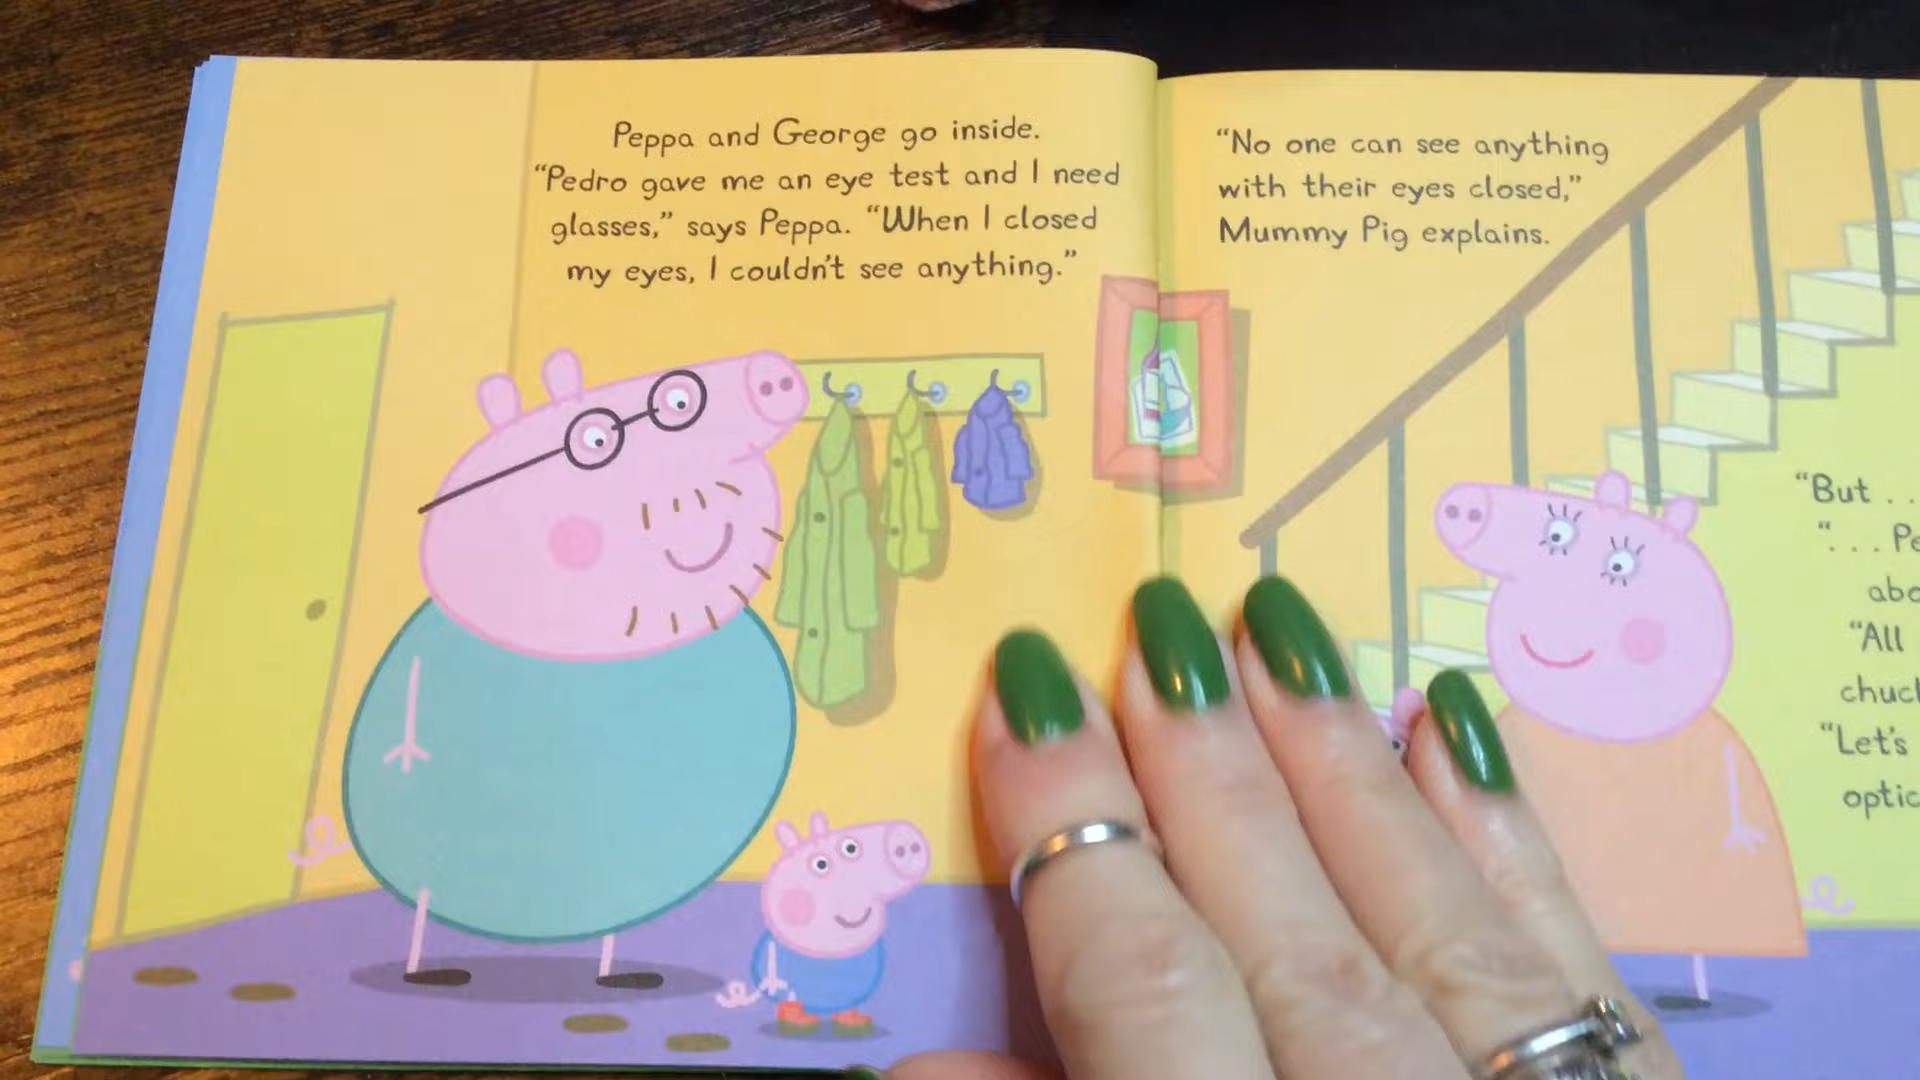 Peppa and George go inside.
“Pedro gave me an eye test and I need
glasses,” says Peppa. “When I closed
my eyes, I couldn't see anything.”
“No one can see anything
with their eyes closed,”
Mummy Pig explains.
“But . .
“. . .
“All
“Let's